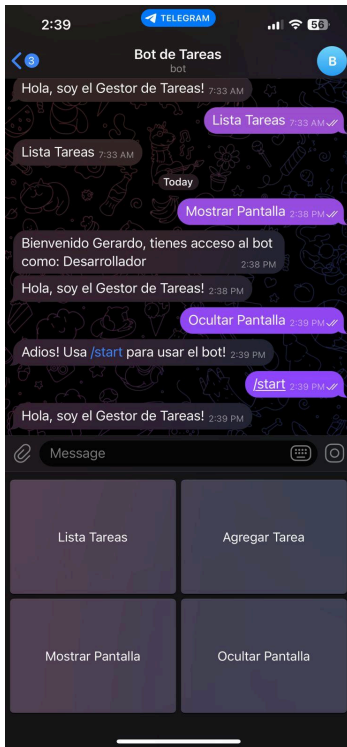 2:39
TELEGRAM
56
3
Bot de Tareas
bot
B
Hola, soy el Gestor de Tareas! 7:33 AM
Lista Tareas 7:33 AM
Lista Tareas 7:33 AM
Today
Mostrar Pantalla 2:38 PM
Bienvenido Gerardo, tienes acceso al bot
como: Desarrollador 2:38 PM
Hola, soy el Gestor de Tareas! 2:38 PM
Ocultar Pantalla 2:39 PM
Adios! Usa /start para usar el bot! 2:39 PM
/start 2:39 PM
Hola, soy el Gestor de Tareas! 2:39 PM
Message
Lista Tareas
Agregar Tarea
Mostrar Pantalla
Ocultar Pantalla